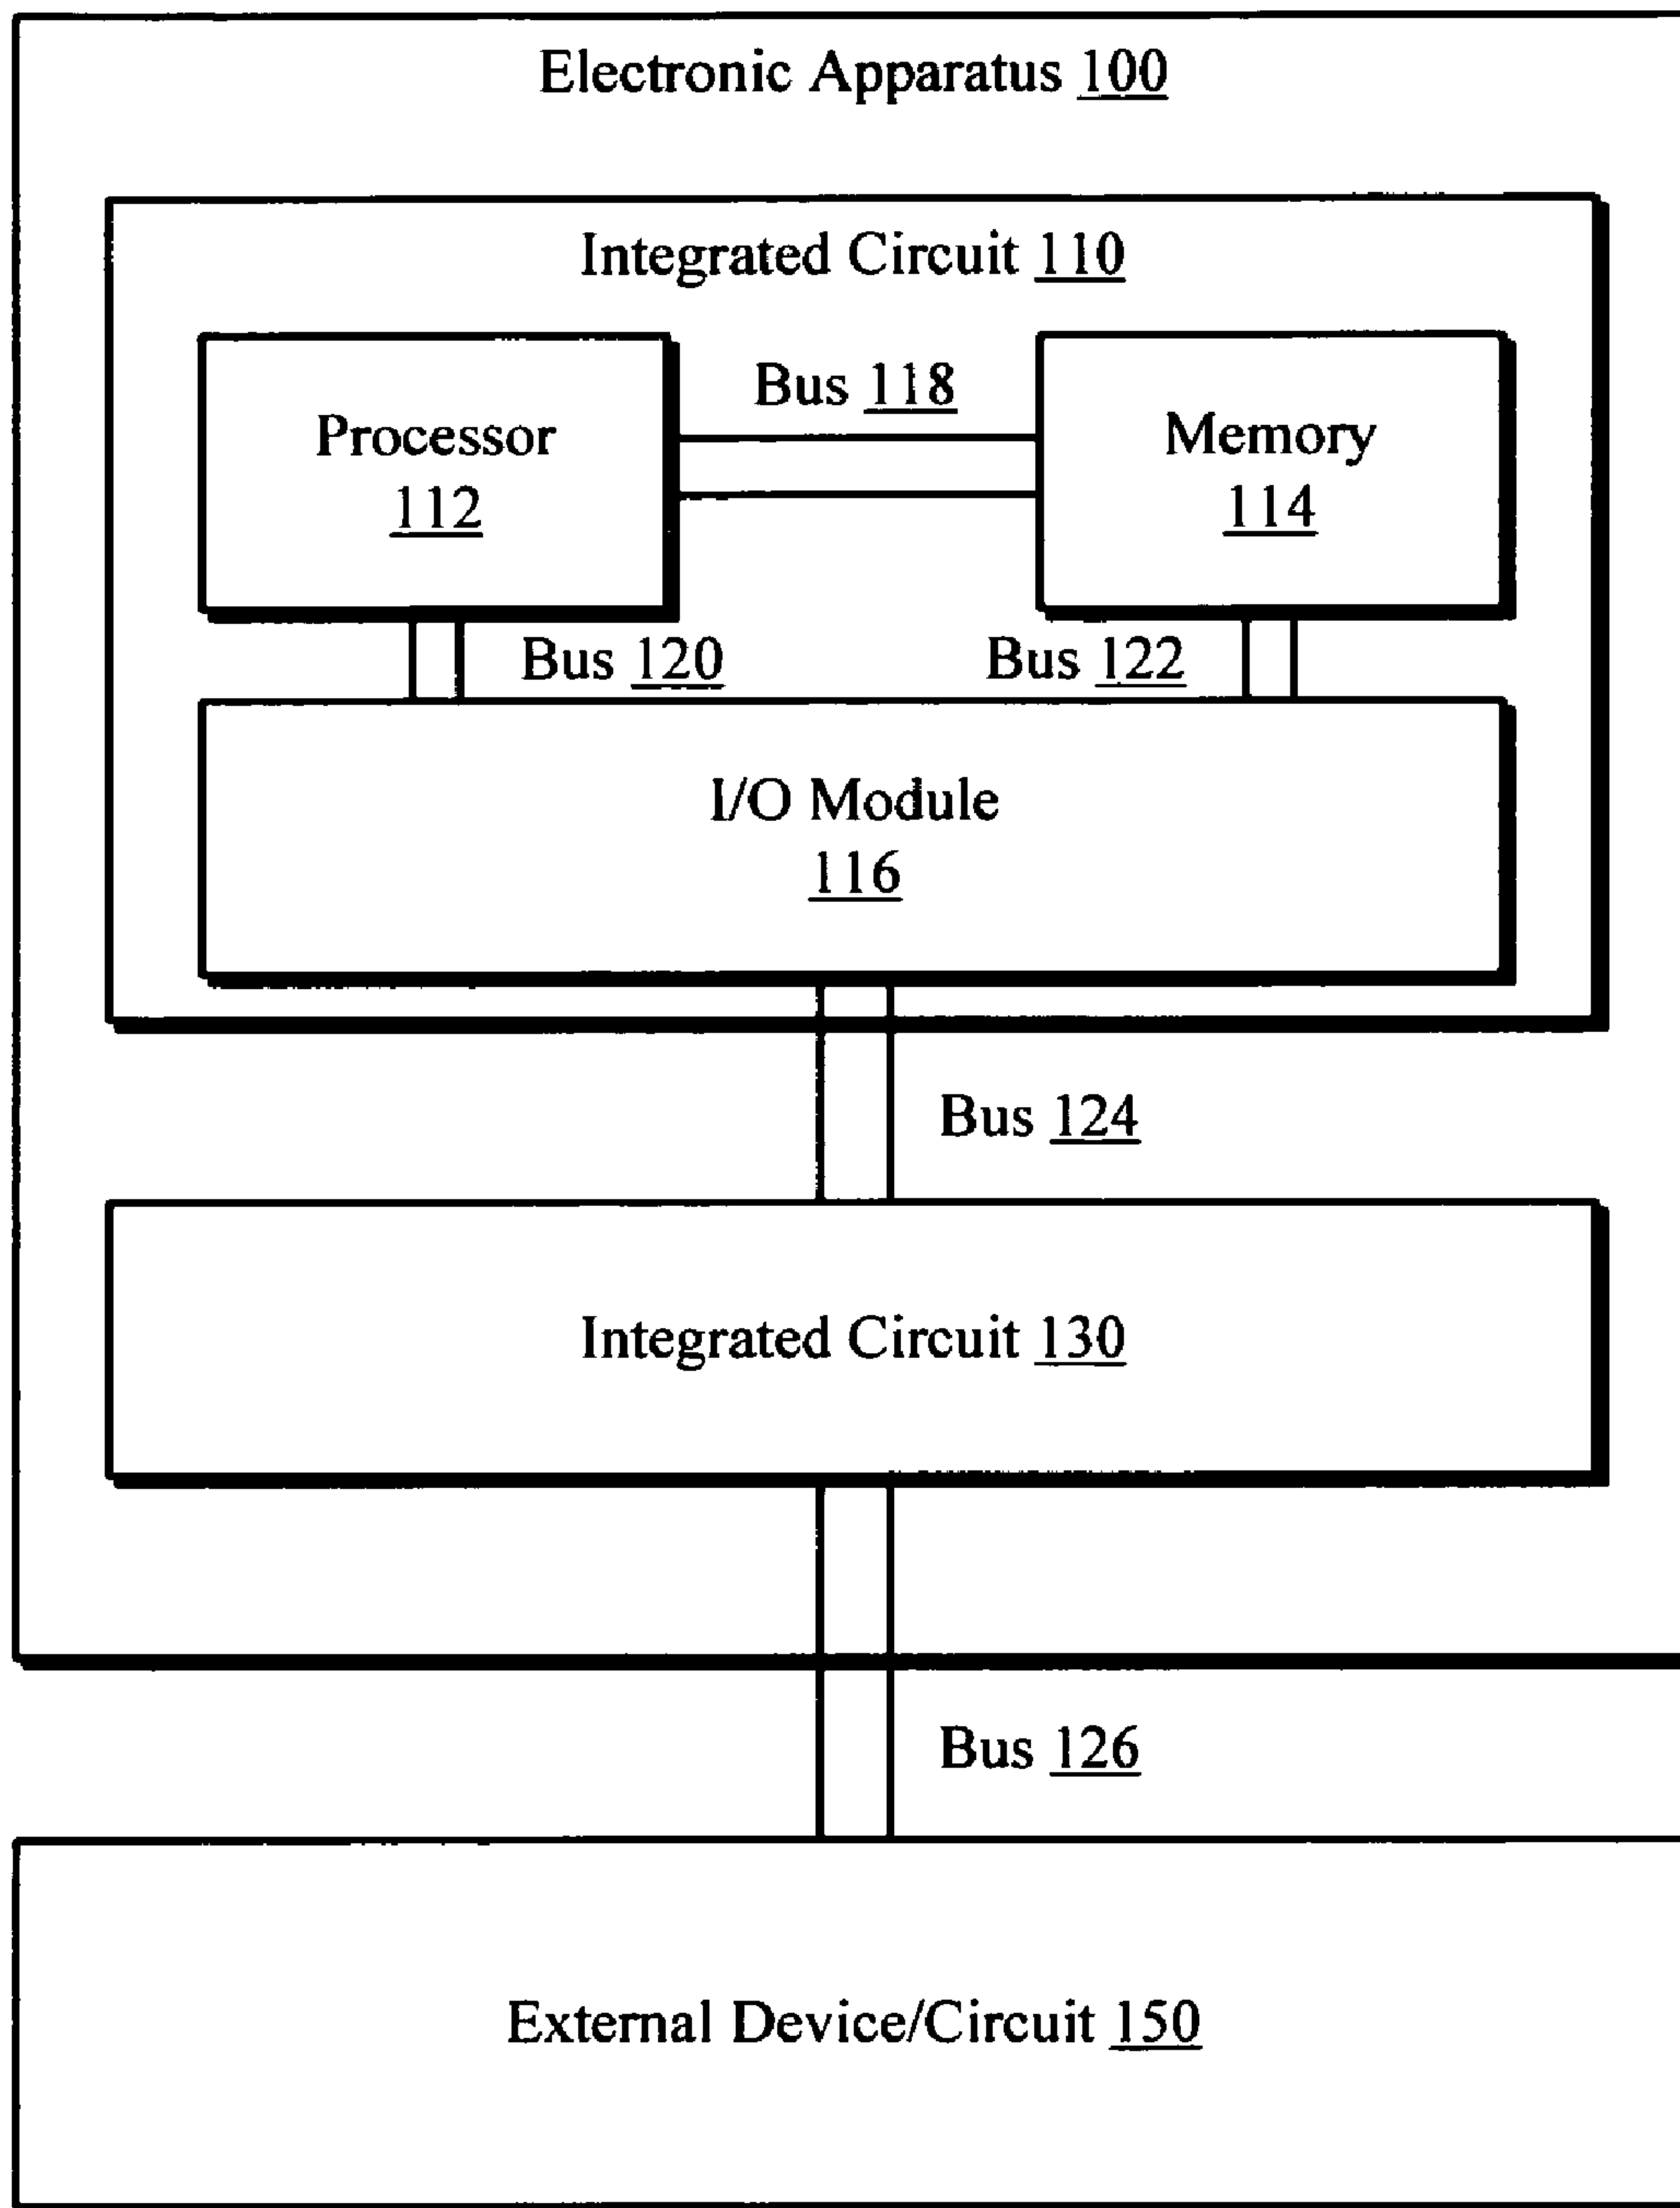 Electronic Apparatus 100
Integrated Circuit 110
Bus 118
Processor
112
Memory
114
Bus 120
Bus 122
I/O Module
116
Bus 124
Integrated Circuit 130
Bus 126
External Device/Circuit 150